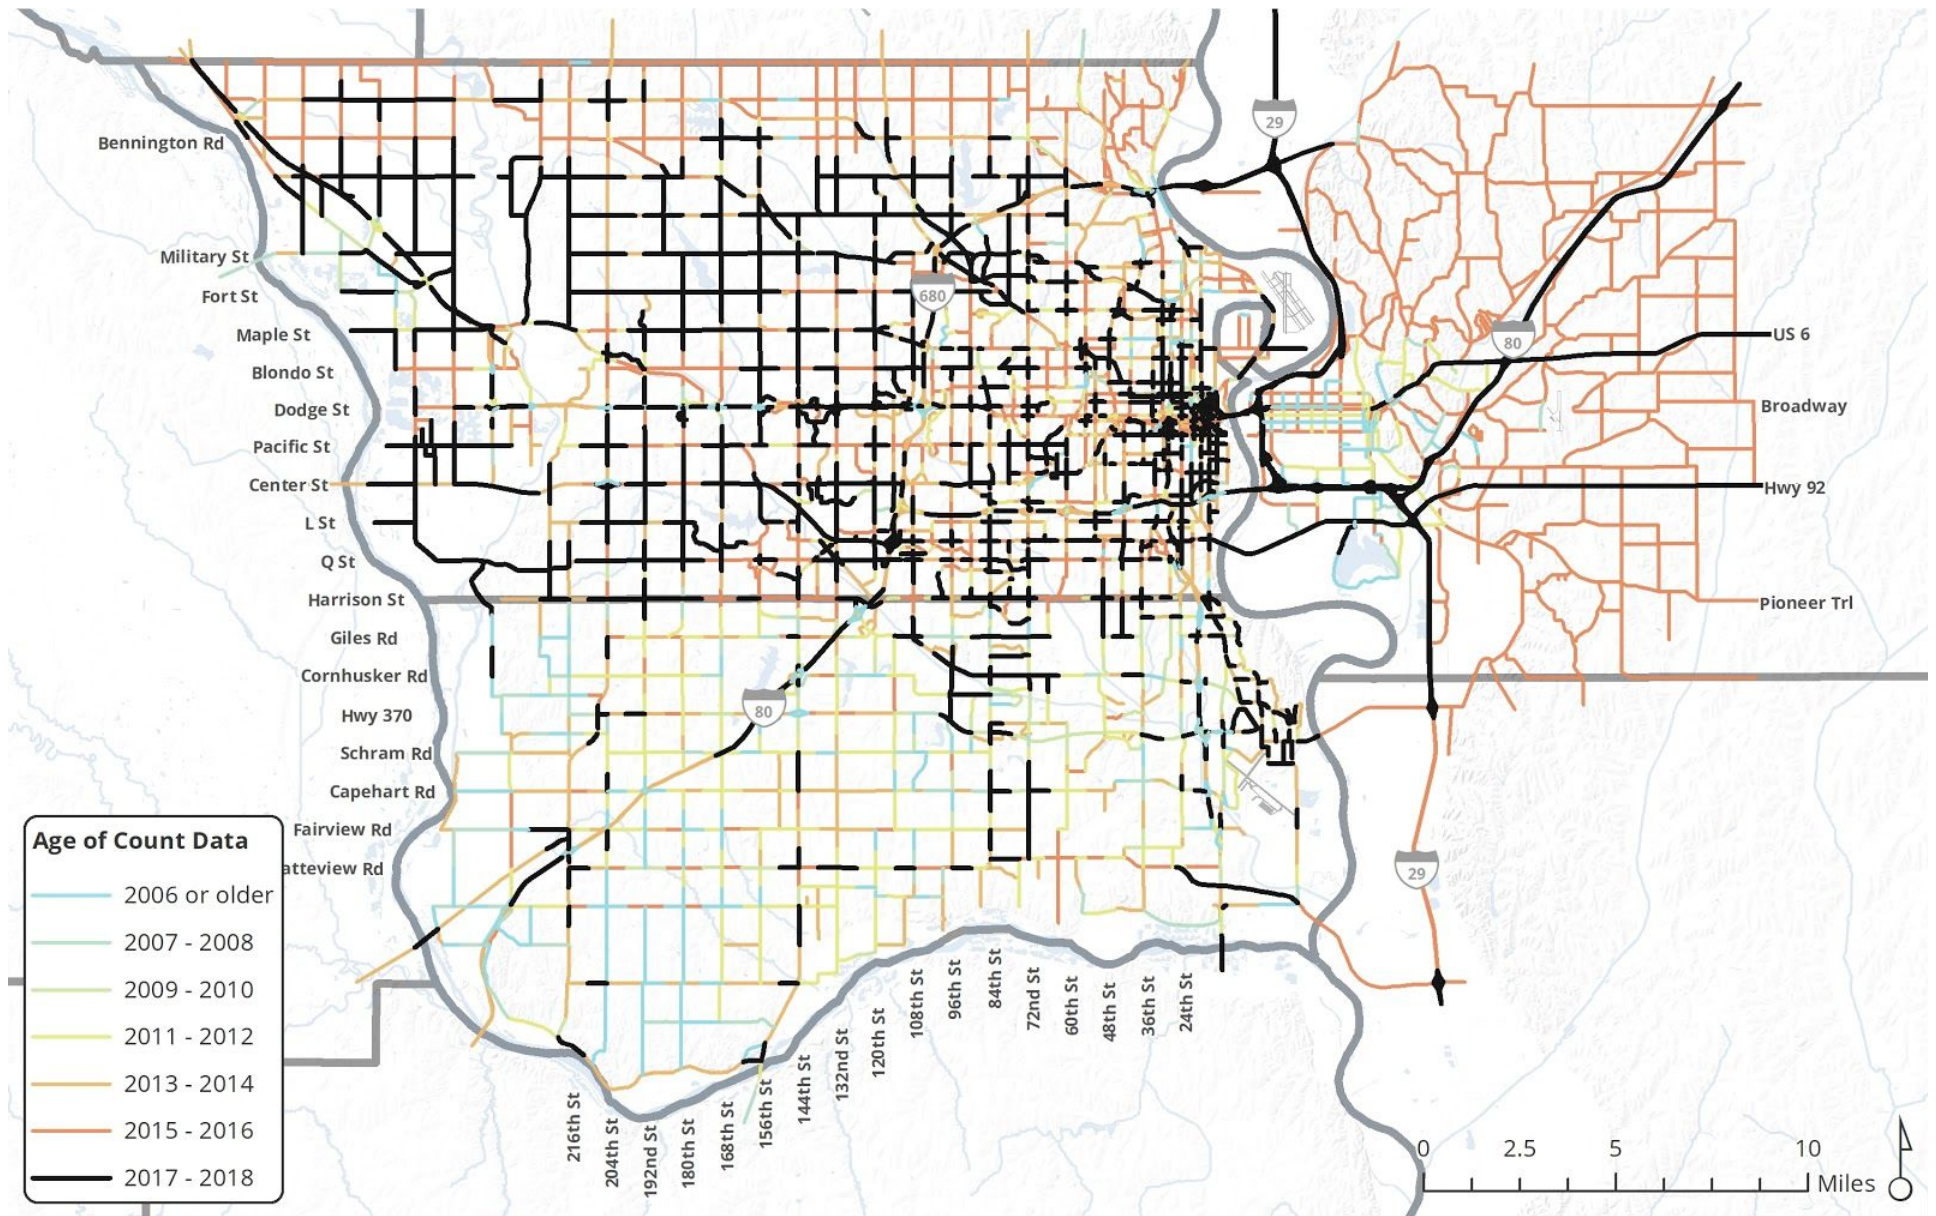 29
Bennington Rd
Military St
Fort St
680
Maple St
US 6
80
Blondo St
Dodge St
Broadway
Pacific St
Center St
Hwy 92
L St
Q St
Harrison St
Pioneer Trl
Giles Rd
Cornhusker Rd
Hwy 370
80
Schram Rd
Capehart Rd
Fairview Rd
atteview Rd
29
Age of Count Data
2006 or older
2007 - 2008
2009 - 2010
2011 - 2012
2013 - 2014
2015 - 2016
2017 - 2018
216th St
204th St
192nd St
180th St
168th St
156th St
144th St
132nd St
120th St
108th St
96th St
84th St
72nd St
60th St
48th St
36th St
24th St
0 2.5 5 10
Miles